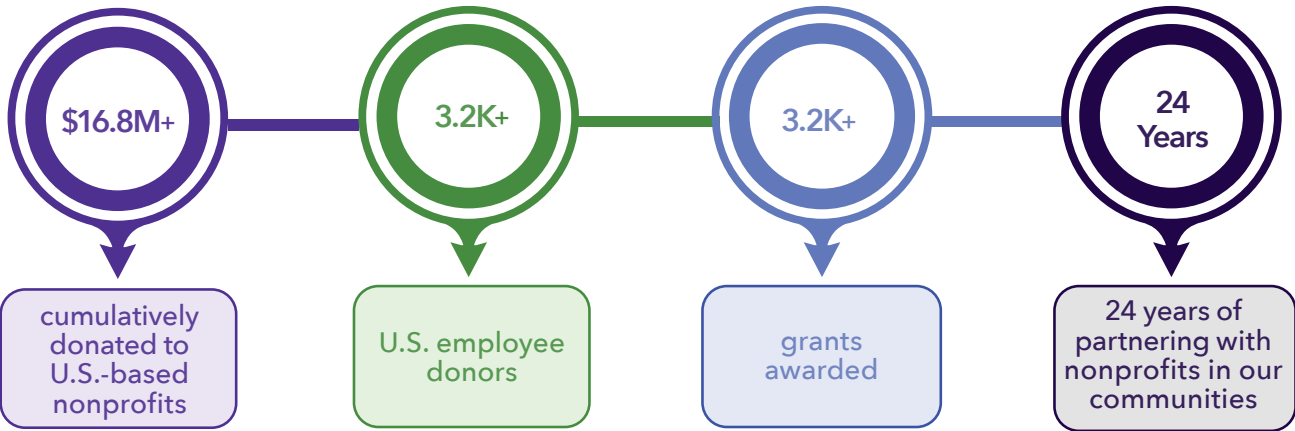 $16.8M+
cumulatively
donated to
U.S.-based
nonprofits
3.2K+
U.S. employee
donors
3.2K+
grants
awarded
24
Years
24 years of
partnering with
nonprofits in our
communities